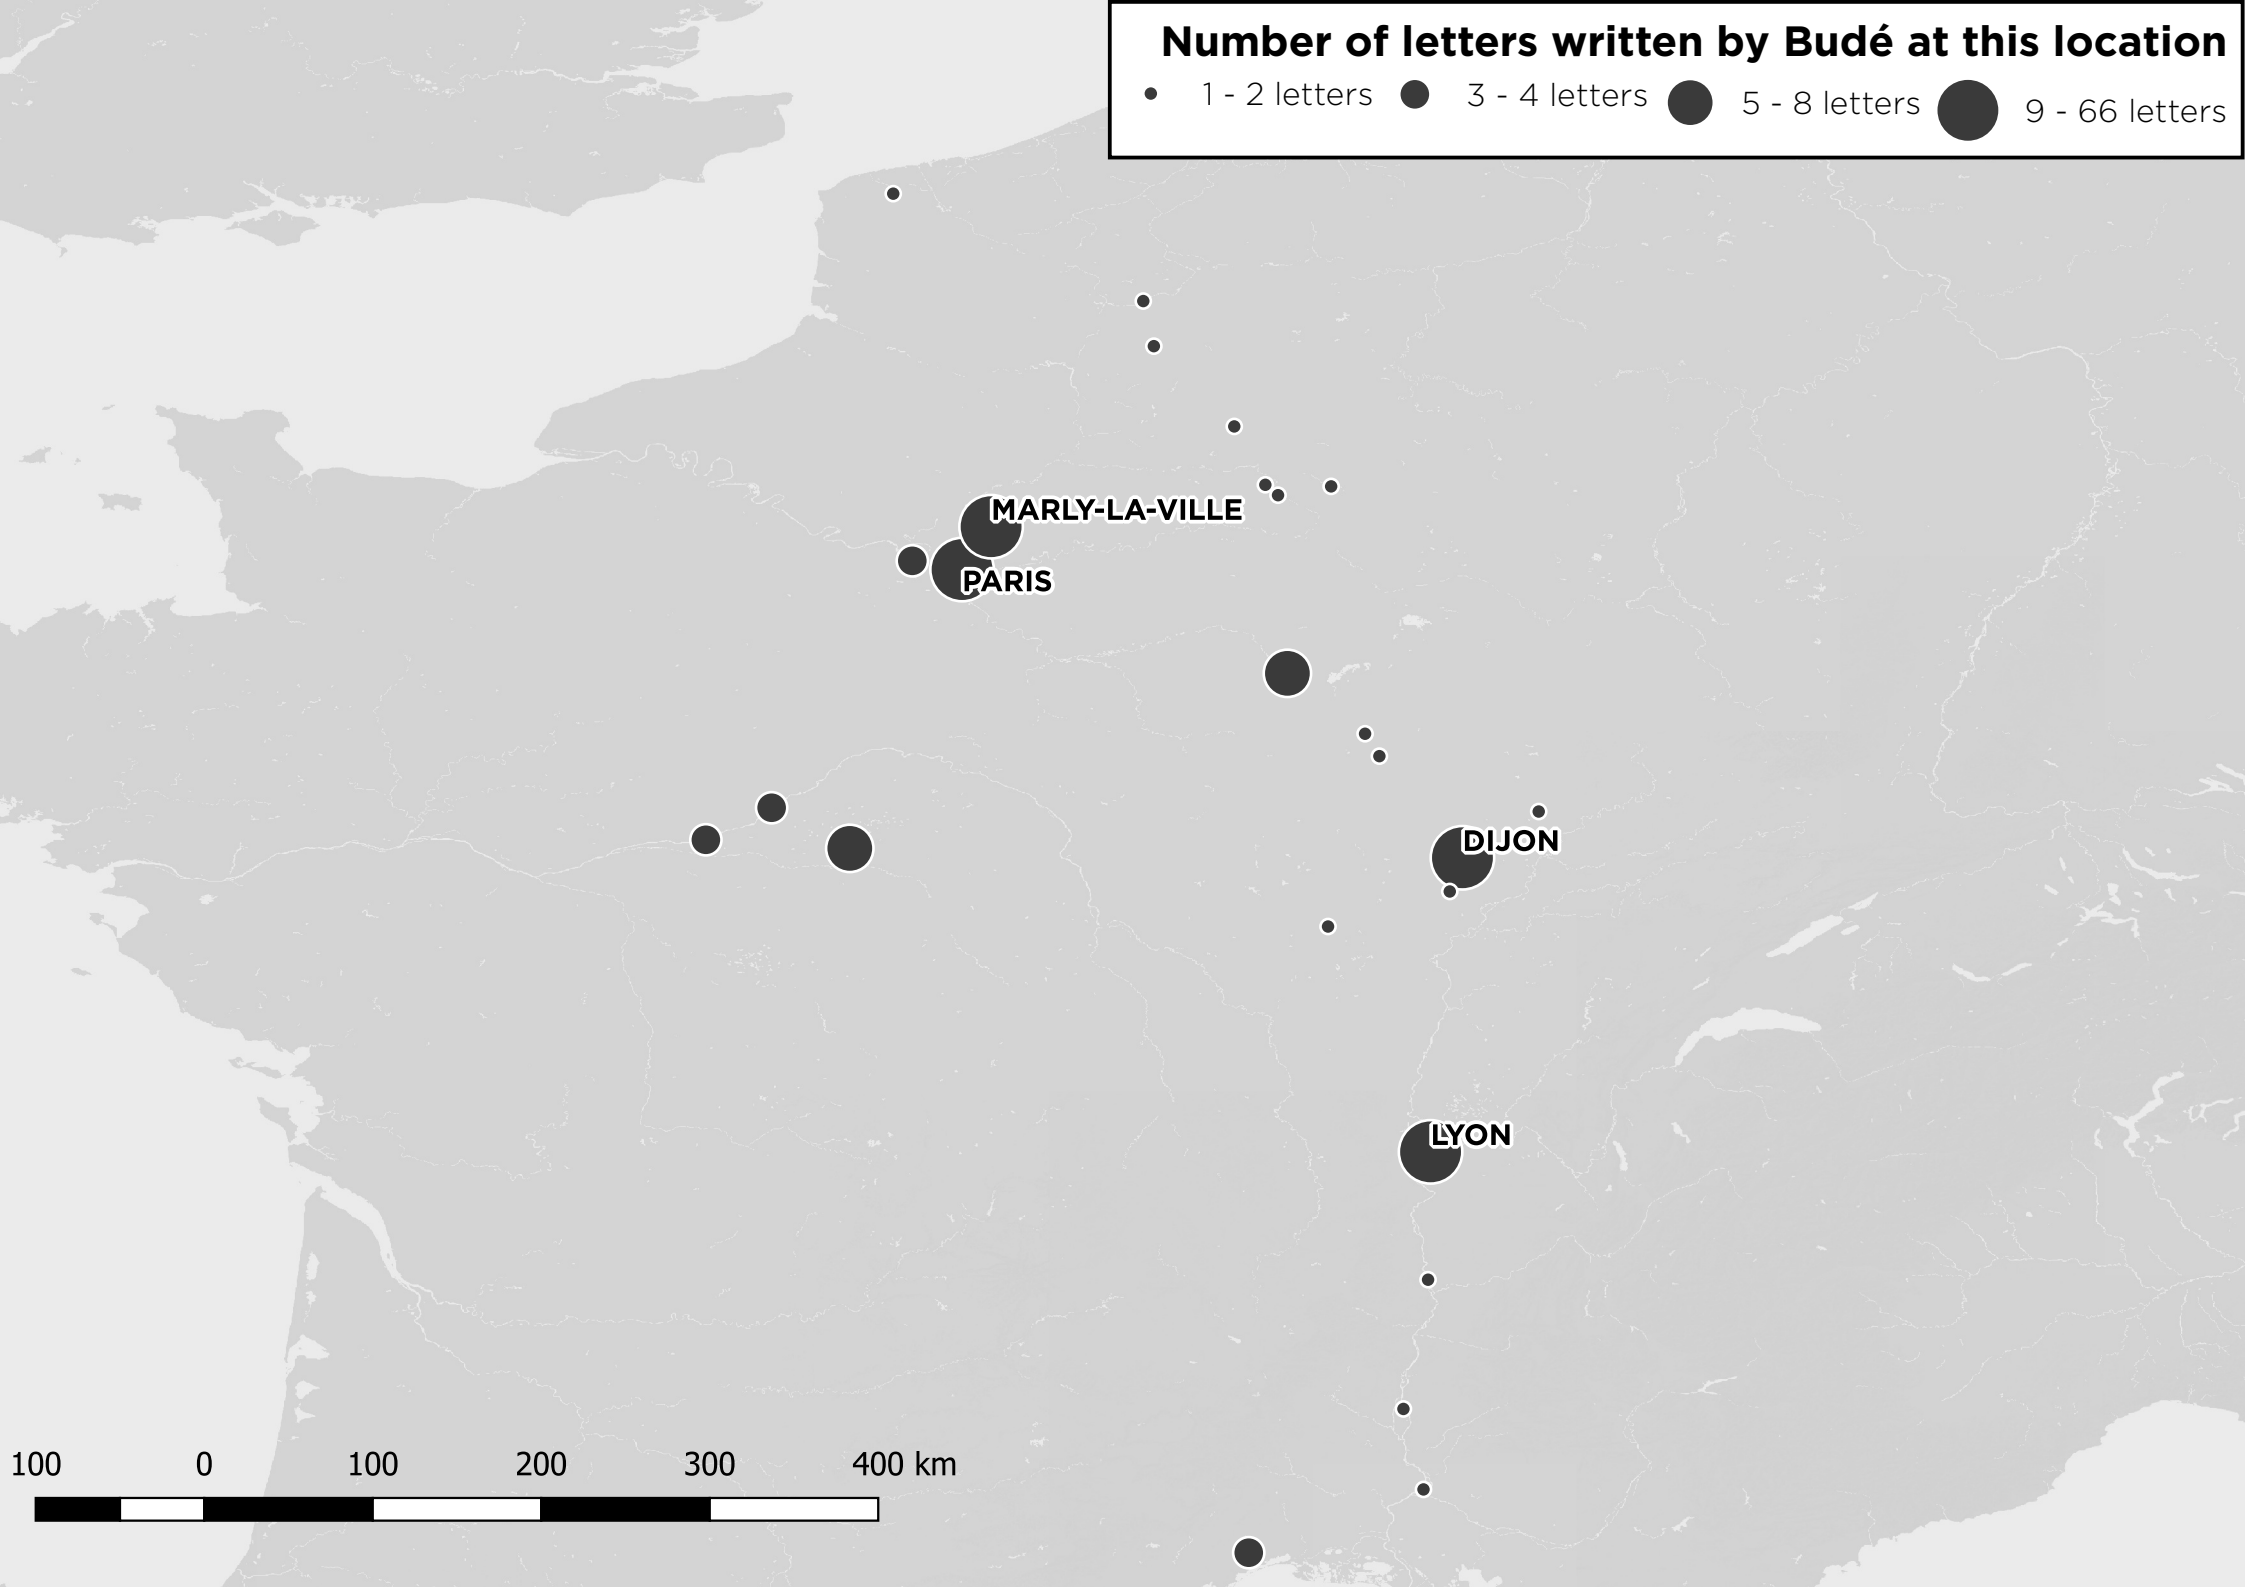 Number of letters written by Budé at this location
1 - 2 letters 3 - 4 letters 5 - 8 letters 9 - 66 letters
MARLY-LA-VILLE
PARIS
DIJON
LYON
100 0 100 200 300 400 km